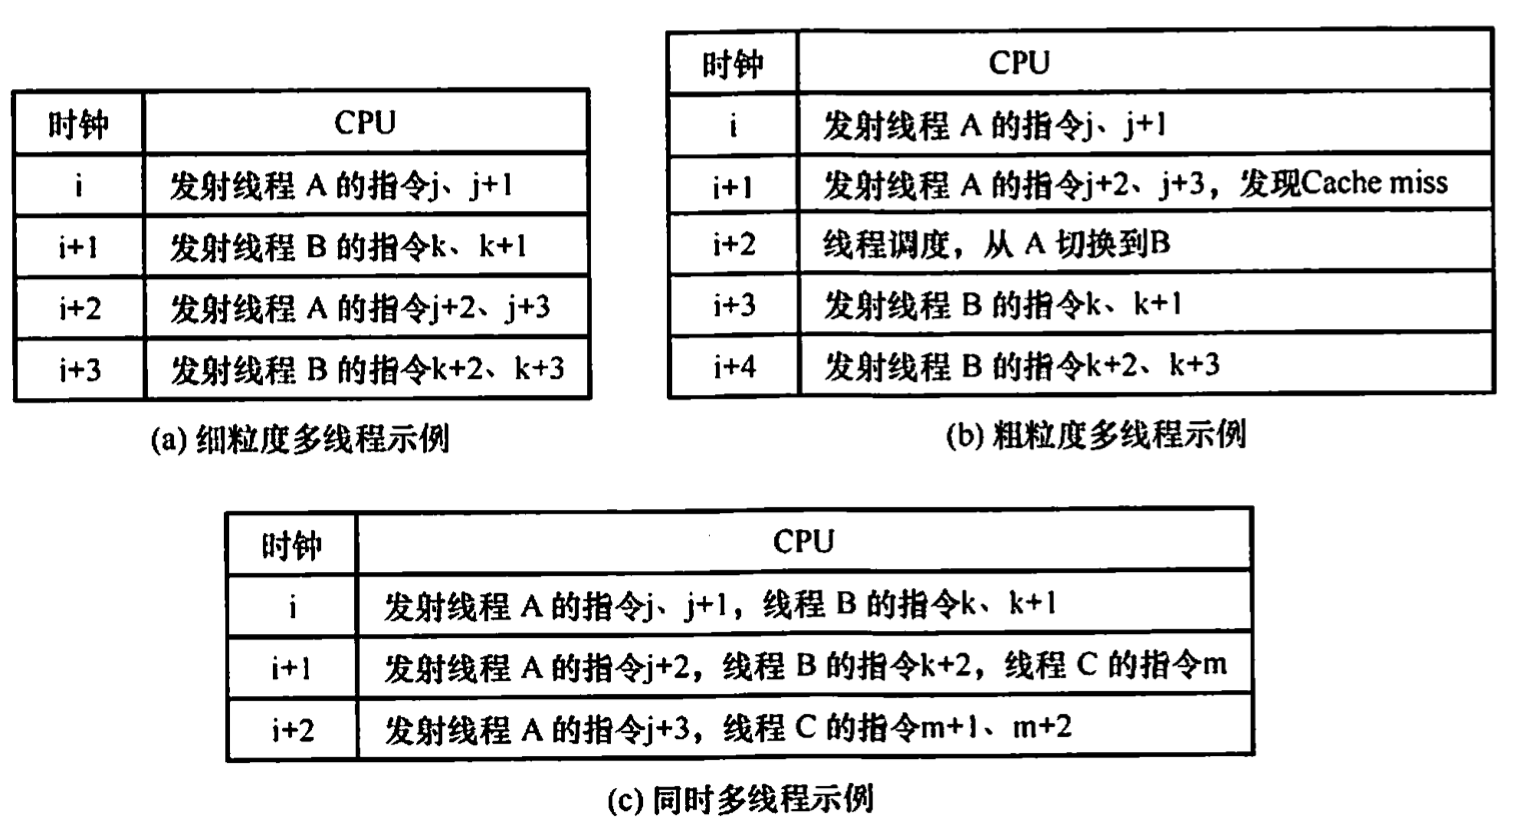 时钟 CPU
i 发射线程 A 的指令j、j+1
i+1 发射线程 B 的指令k、k+1
i+2 发射线程 A 的指令j+2、j+3
i+3 发射线程 B 的指令k+2、k+3
(a) 细粒度多线程示例
时钟 CPU
i 发射线程 A 的指令j、j+1
i+1 发射线程 A 的指令j+2、j+3，发现Cache miss
i+2 线程调度，从 A 切换到B
i+3 发射线程 B 的指令k、k+1
i+4 发射线程 B 的指令k+2、k+3
(b) 粗粒度多线程示例
时钟 CPU
i 发射线程 A 的指令j、j+1，线程 B 的指令k、k+1
i+1 发射线程 A 的指令j+2，线程 B 的指令k+2，线程 C 的指令m
i+2 发射线程 A 的指令j+3，线程 C 的指令m+1、m+2
(c) 同时多线程示例